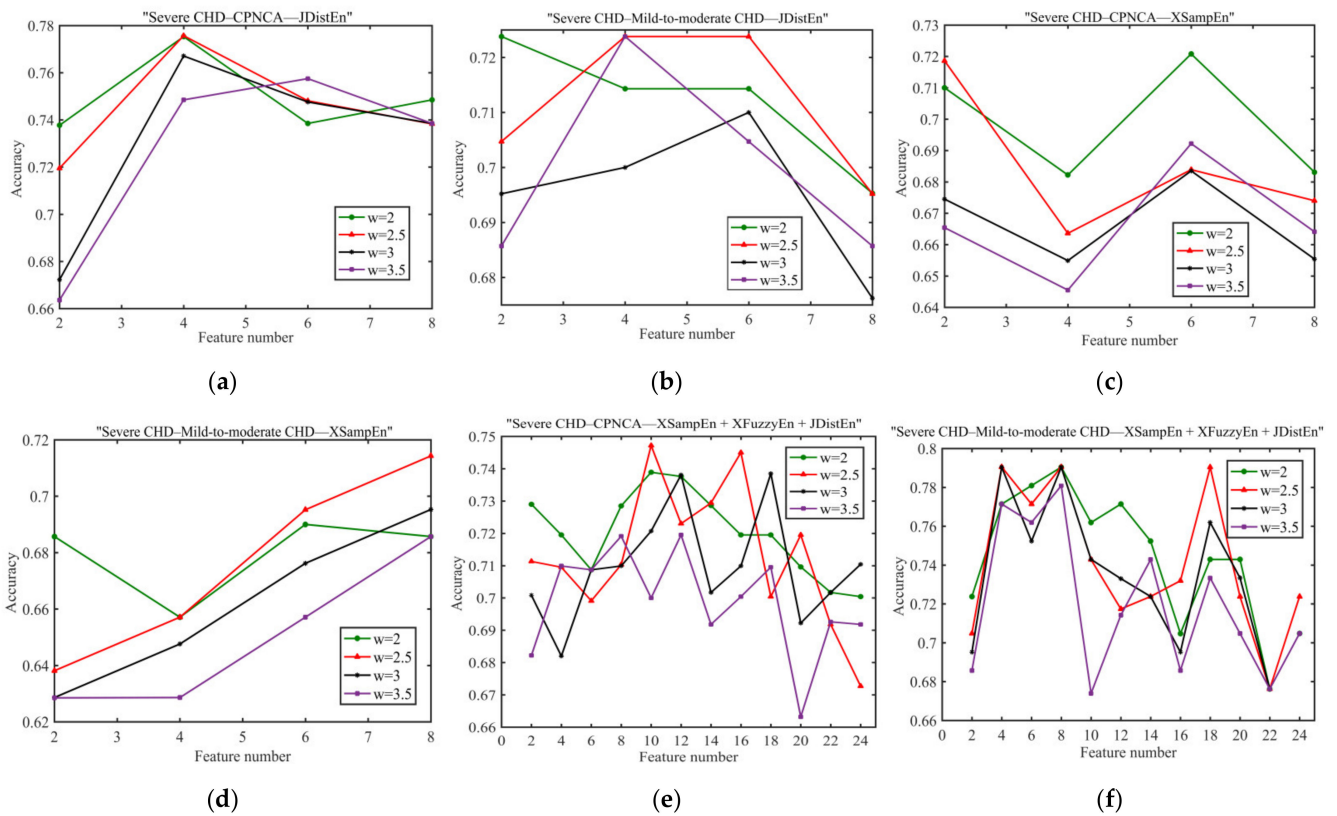 "Severe CHD–CPNCA—JDistEn"
0.78
0.76
0.74
0.72
0.7
0.68
0.66
Accuracy
w=2
w=2.5
w=3
w=3.5
2 3 4 5 6 7 8
Feature number
(a)
"Severe CHD–Mild-to-moderate CHD—JDistEn"
0.72
0.71
0.7
0.69
0.68
Accuracy
w=2
w=2.5
w=3
w=3.5
2 3 4 5 6 7 8
Feature number
(b)
"Severe CHD–CPNCA—XSampEn"
0.73
0.72
0.71
0.7
0.69
0.68
0.67
0.66
0.65
0.64
Accuracy
w=2
w=2.5
w=3
w=3.5
2 3 4 5 6 7 8
Feature number
(c)
"Severe CHD–Mild-to-moderate CHD—XSampEn"
0.72
0.7
0.68
0.66
0.64
0.62
Accuracy
w=2
w=2.5
w=3
w=3.5
2 3 4 5 6 7 8
Feature number
(d)
"Severe CHD–CPNCA—XSampEn + XFuzzyEn + JDistEn"
0.75
0.74
0.73
0.72
0.71
0.7
0.69
0.68
0.67
0.66
Accuracy
w=2
w=2.5
w=3
w=3.5
2 4 6 8 10 12 14 16 18 20 22 24
Feature number
(e)
"Severe CHD–Mild-to-moderate CHD—XSampEn + XFuzzyEn + JDistEn"
0.8
0.78
0.76
0.74
0.72
0.7
0.68
0.66
Accuracy
w=2
w=2.5
w=3
w=3.5
0 2 4 6 8 10 12 14 16 18 20 22 24
Feature number
(f)